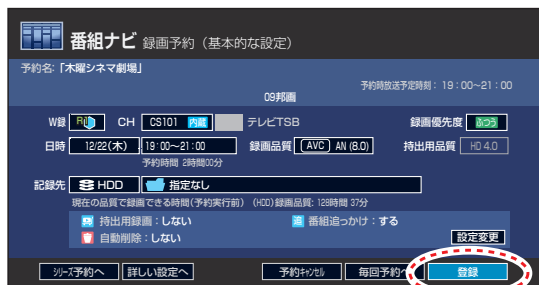 番組ナビ 録画予約（基本的な設定）
予約名:「木曜シネマ劇場」
予約時放送予定時刻：19:00~21:00
09邦画
W録 CH CS101 内蔵 テレビTSB 録画優先度 ふつう
日時 12/22(木) 19:00~21:00 録画品質 AVC AN (8.0) 持出用品質 HD 4.0
予約時間 2時間00分
記録先 HDD 指定なし
現在の品質で録画できる時間(予約実行前) (HDD)録画品質: 128時間 37分
持出用録画：しない 追 番組追っかけ：する
自動削除：しない 設定変更
シリーズ予約へ 詳しい設定へ 予約キャンセル 毎回予約へ 登録